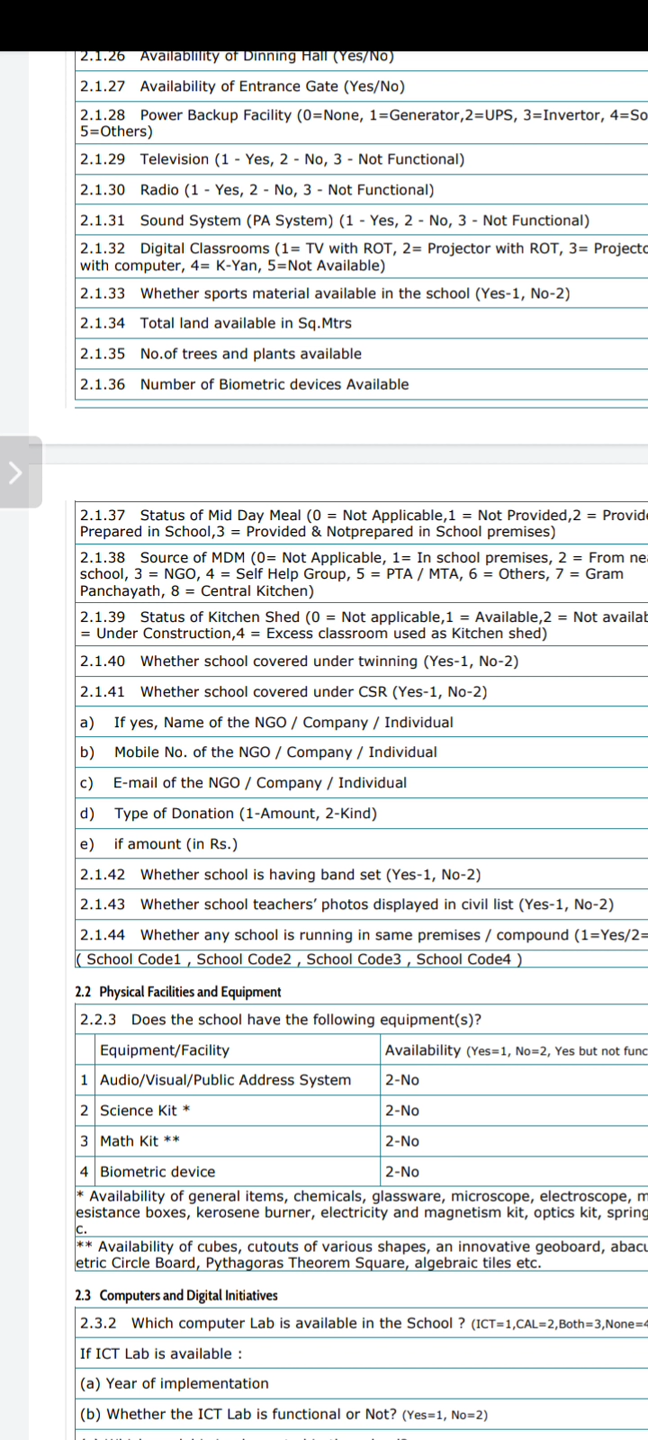 2.1.26 Availablility of Dinning Hall (Yes/No)
2.1.27 Availability of Entrance Gate (Yes/No)
2.1.28 Power Backup Facility (0=None, 1=Generator,2=UPS, 3=Invertor, 4=So
5=Others)
2.1.29 Television (1 - Yes, 2 - No, 3 - Not Functional)
2.1.30 Radio (1 - Yes, 2 - No, 3 - Not Functional)
2.1.31 Sound System (PA System) (1 - Yes, 2 - No, 3 - Not Functional)
2.1.32 Digital Classrooms (1= TV with ROT, 2= Projector with ROT, 3= Projecto
with computer, 4= K-Yan, 5=Not Available)
2.1.33 Whether sports material available in the school (Yes-1, No-2)
2.1.34 Total land available in Sq.Mtrs
2.1.35 No.of trees and plants available
2.1.36 Number of Biometric devices Available
2.1.37 Status of Mid Day Meal (0 = Not Applicable,1 = Not Provided,2 = Provide
Prepared in School,3 = Provided & Notprepared in School premises)
2.1.38 Source of MDM (0= Not Applicable, 1= In school premises, 2 = From nea
school, 3 = NGO, 4 = Self Help Group, 5 = PTA / MTA, 6 = Others, 7 = Gram
Panchayath, 8 = Central Kitchen)
2.1.39 Status of Kitchen Shed (0 = Not applicable,1 = Available,2 = Not availab
= Under Construction,4 = Excess classroom used as Kitchen shed)
2.1.40 Whether school covered under twinning (Yes-1, No-2)
2.1.41 Whether school covered under CSR (Yes-1, No-2)
a) If yes, Name of the NGO / Company / Individual
b) Mobile No. of the NGO / Company / Individual
c) E-mail of the NGO / Company / Individual
d) Type of Donation (1-Amount, 2-Kind)
e) if amount (in Rs.)
2.1.42 Whether school is having band set (Yes-1, No-2)
2.1.43 Whether school teachers’ photos displayed in civil list (Yes-1, No-2)
2.1.44 Whether any school is running in same premises / compound (1=Yes/2=
( School Code1 , School Code2 , School Code3 , School Code4 )
2.2 Physical Facilities and Equipment
2.2.3 Does the school have the following equipment(s)?
Equipment/Facility Availability (Yes=1, No=2, Yes but not func
1 Audio/Visual/Public Address System 2-No
2 Science Kit * 2-No
3 Math Kit ** 2-No
4 Biometric device 2-No
* Availability of general items, chemicals, glassware, microscope, electroscope, m
esistance boxes, kerosene burner, electricity and magnetism kit, optics kit, spring
c.
** Availability of cubes, cutouts of various shapes, an innovative geoboard, abacu
etric Circle Board, Pythagoras Theorem Square, algebraic tiles etc.
2.3 Computers and Digital Initiatives
2.3.2 Which computer Lab is available in the School ? (ICT=1,CAL=2,Both=3,None=4
If ICT Lab is available :
(a) Year of implementation
(b) Whether the ICT Lab is functional or Not? (Yes=1, No=2)